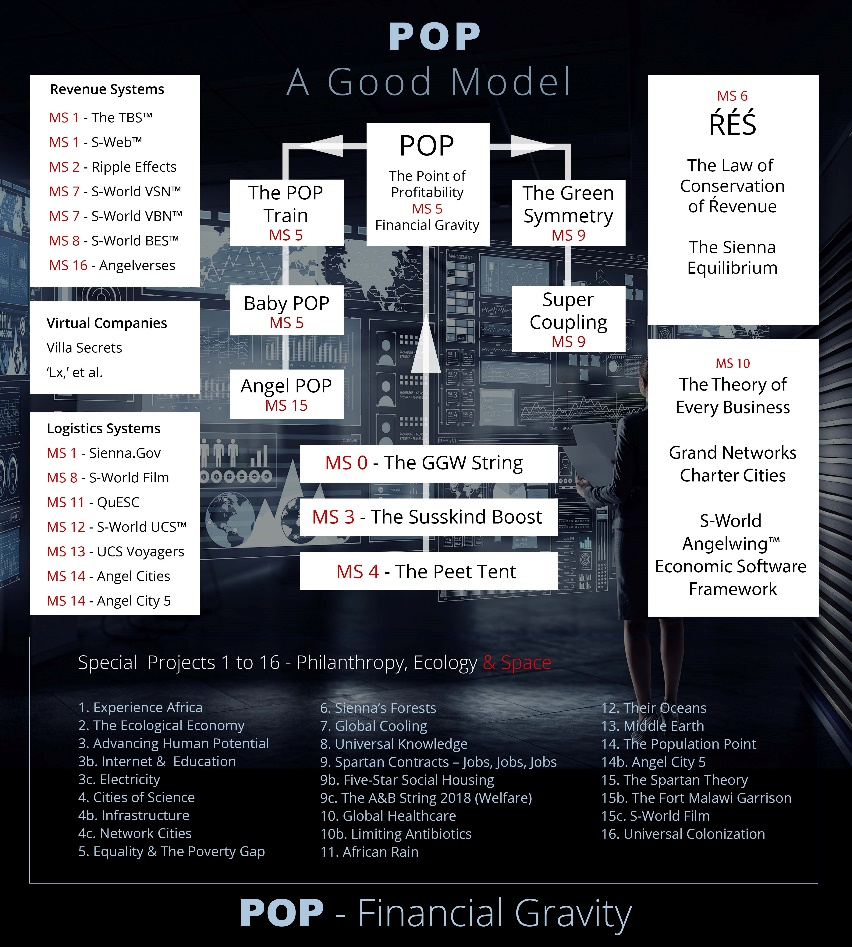 POP
A Good Model
Revenue Systems
MS 1 - The TBS™
MS 1 - S-Web™
MS 2 - Ripple Effects
MS 7 - S-World VSN™
MS 7 - S-World VBN™
MS 8 - S-World BES™
MS 16 - Angelverses
Virtual Companies
Villa Secrets
‘Lx,’ et al.
Logistics Systems
MS 1 - Sienna.Gov
MS 8 - S-World Film
MS 11 - QuESC
MS 12 - S-World UCS™
MS 13 - UCS Voyagers
MS 14 - Angel Cities
MS 14 - Angel City 5
POP
The Point of
Profitability
MS 5
Financial Gravity
The POP
Train
MS 5
Baby POP
MS 5
Angel POP
MS 15
The Green
Symmetry
MS 9
Super
Coupling
MS 9
MS 0 - The GGW String
MS 3 - The Susskind Boost
MS 4 - The Peet Tent
MS 6
ŔÉŚ
The Law of
Conservation
of Ŕevenue
The Sienna
Equilibrium
MS 10
The Theory of
Every Business
Grand Networks
Charter Cities
S-World
Angelwing™
Economic Software
Framework
Special Projects 1 to 16 - Philanthropy, Ecology & Space
1. Experience Africa
2. The Ecological Economy
3. Advancing Human Potential
3b. Internet & Education
3c. Electricity
4. Cities of Science
4b. Infrastructure
4c. Network Cities
5. Equality & The Poverty Gap
6. Sienna’s Forests
7. Global Cooling
8. Universal Knowledge
9. Spartan Contracts – Jobs, Jobs, Jobs
9b. Five-Star Social Housing
9c. The A&B String 2018 (Welfare)
10. Global Healthcare
10b. Limiting Antibiotics
11. African Rain
12. Their Oceans
13. Middle Earth
14. The Population Point
14b. Angel City 5
15. The Spartan Theory
15b. The Fort Malawi Garrison
15c. S-World Film
16. Universal Colonization
POP - Financial Gravity